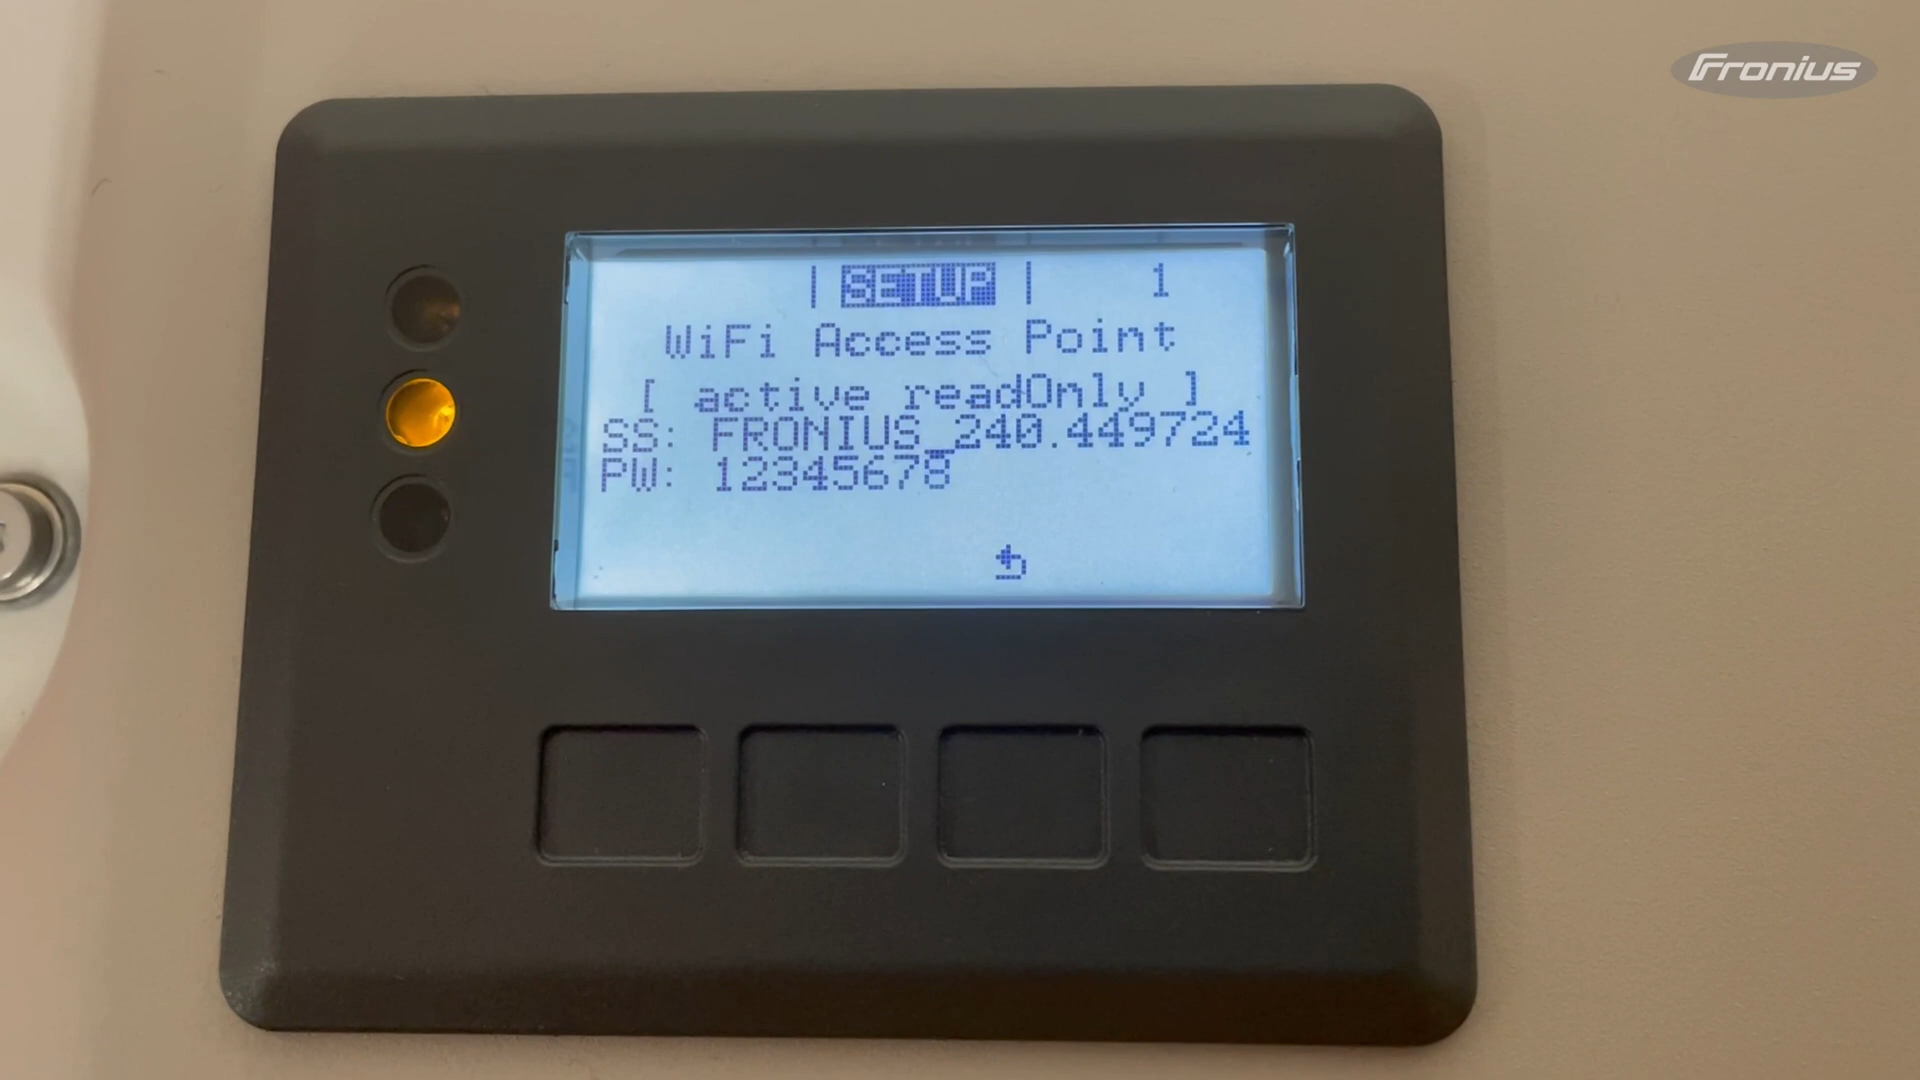 Fronius
| SETUP | 1
WiFi Access Point
[ active readOnly ]
SS: FRONIUS_240.449724
PW: 12345678